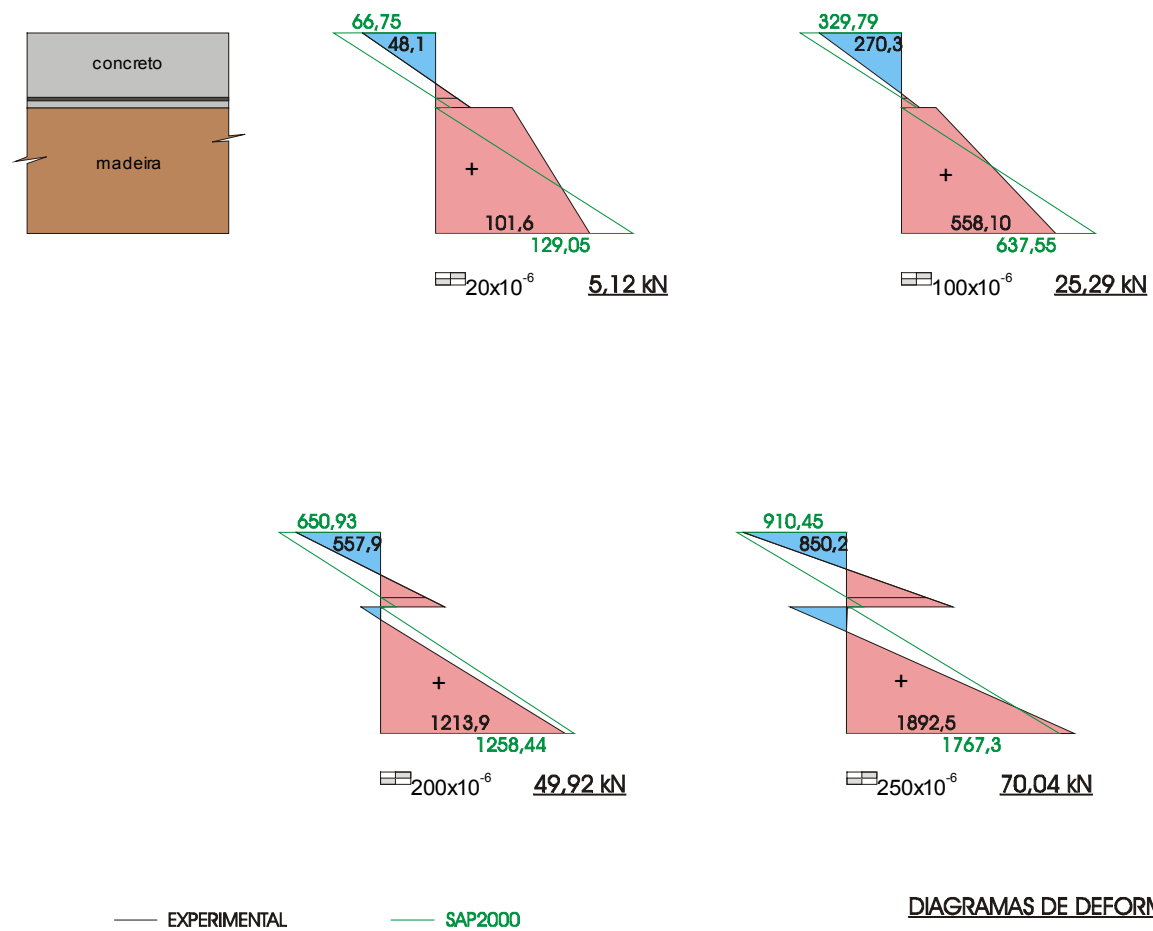 66,75
329,79
concreto
48,1
270,3
madeira
+
+
101,6
558,10
129,05
637,55
20x10-6
5,12 kN
100x10-6
25,29 kN
650,93
910,45
557,9
850,2
+
+
1213,9
1892,5
1258,44
1767,3
200x10-6
49,92 kN
250x10-6
70,04 kN
EXPERIMENTAL
SAP2000
DIAGRAMAS DE DEFORM